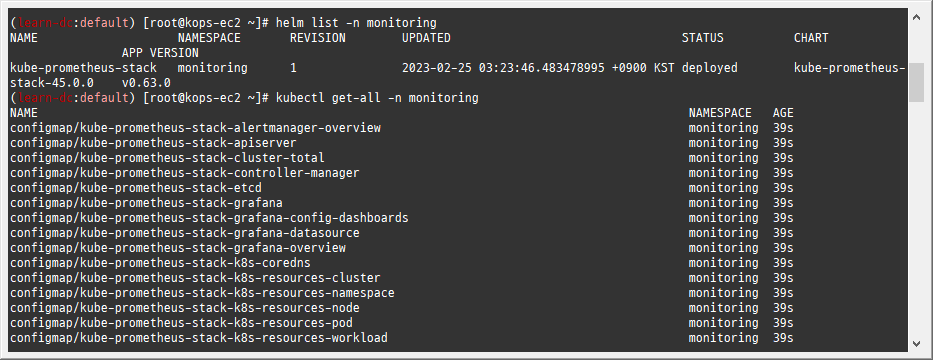 (learn-dc:default) [root@kops-ec2 ~]# helm list -n monitoring
NAME NAMESPACE REVISION UPDATED STATUS CHART
APP VERSION
kube-prometheus-stack monitoring 1 2023-02-25 03:23:46.483478995 +0900 KST deployed kube-prometheus-
stack-45.0.0 v0.63.0
(learn-dc:default) [root@kops-ec2 ~]# kubectl get-all -n monitoring
NAME NAMESPACE AGE
configmap/kube-prometheus-stack-alertmanager-overview monitoring 39s
configmap/kube-prometheus-stack-apiserver monitoring 39s
configmap/kube-prometheus-stack-cluster-total monitoring 39s
configmap/kube-prometheus-stack-controller-manager monitoring 39s
configmap/kube-prometheus-stack-etcd monitoring 39s
configmap/kube-prometheus-stack-grafana monitoring 39s
configmap/kube-prometheus-stack-grafana-config-dashboards monitoring 39s
configmap/kube-prometheus-stack-grafana-datasource monitoring 39s
configmap/kube-prometheus-stack-grafana-overview monitoring 39s
configmap/kube-prometheus-stack-k8s-coredns monitoring 39s
configmap/kube-prometheus-stack-k8s-resources-cluster monitoring 39s
configmap/kube-prometheus-stack-k8s-resources-namespace monitoring 39s
configmap/kube-prometheus-stack-k8s-resources-node monitoring 39s
configmap/kube-prometheus-stack-k8s-resources-pod monitoring 39s
configmap/kube-prometheus-stack-k8s-resources-workload monitoring 39s